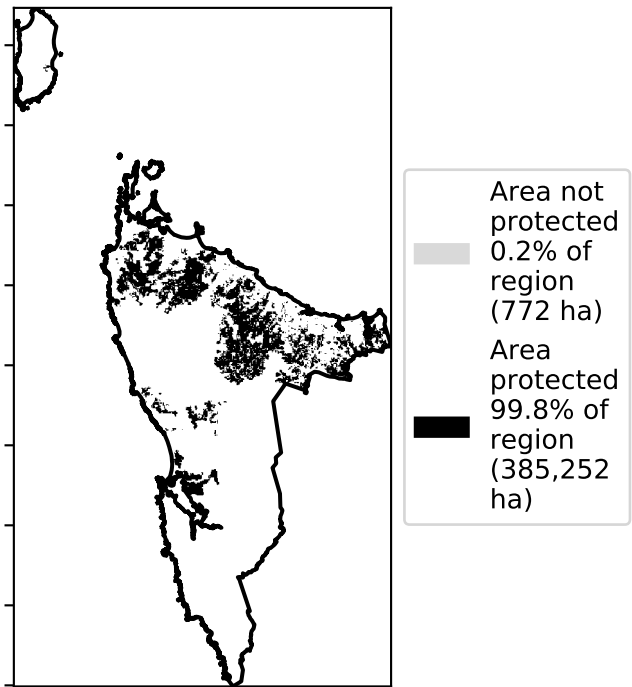 Area not
protected
0.2% of
region
(772 ha)
Area
protected
99.8% of
region
(385,252
ha)